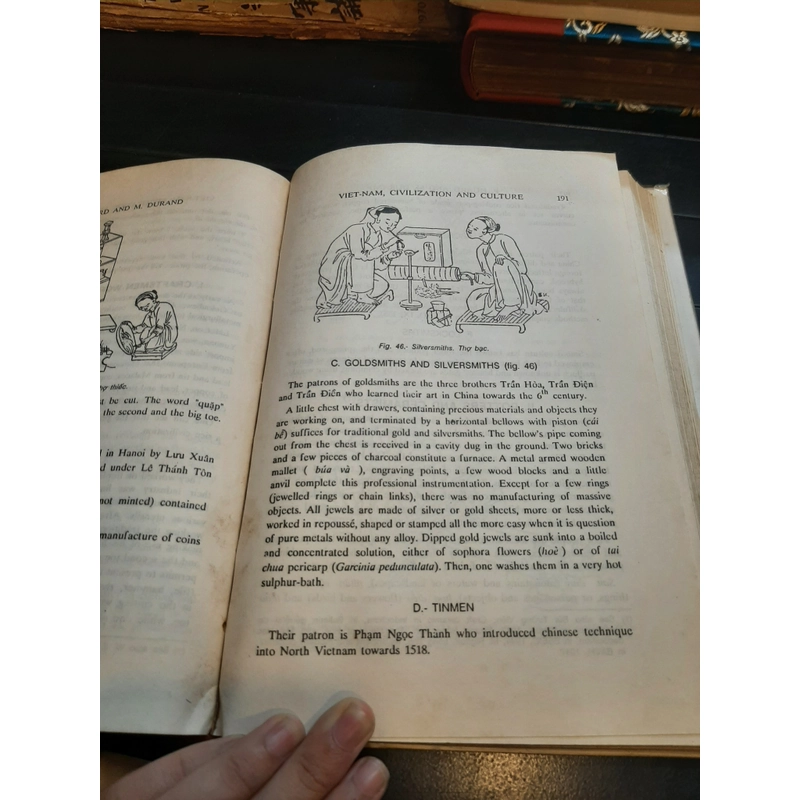 AND M. DURAND
thiếc.
be cut. The word "quặp"
the second and the big toe.
in Hanoi by Lưu Xuân
under Lê Thánh Tôn
not minted) contained
manufacture of coins
VIET-NAM, CIVILIZATION AND CULTURE 191
Fig. 46.- Silversmiths. Thợ bạc.
C. GOLDSMITHS AND SILVERSMITHS (fig. 46)
The patrons of goldsmiths are the three brothers Trần Hòa, Trần Điện
and Trần Điền who learned their art in China towards the 6th century.
A little chest with drawers, containing precious materials and objects they
are working on, and terminated by a horizontal bellows with piston (cái
bể) suffices for traditional gold and silversmiths. The bellow's pipe coming
out from the chest is received in a cavity dug in the ground. Two bricks
and a few pieces of charcoal constitute a furnace. A metal armed wooden
mallet ( búa và ), engraving points, a few wood blocks and a little
anvil complete this professional instrumentation. Except for a few rings
(jewelled rings or chain links), there was no manufacturing of massive
objects. All jewels are made of silver or gold sheets, more or less thick,
worked in repoussé, shaped or stamped all the more easy when it is question
of pure metals without any alloy. Dipped gold jewels are sunk into a boiled
and concentrated solution, either of sophora flowers (hoè ) or of tai
chua pericarp (Garcinia pedunculata). Then, one washes them in a very hot
sulphur-bath.
D.- TINMEN
Their patron is Phạm Ngọc Thành who introduced chinese technique
into North Vietnam towards 1518.